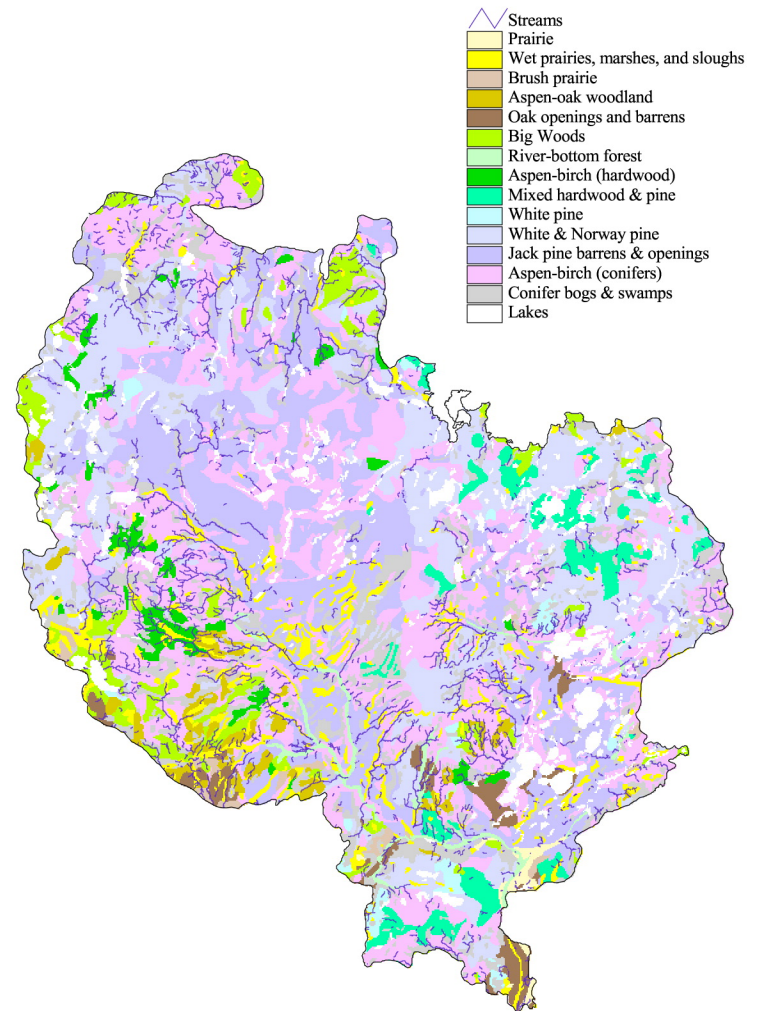 Streams
Prairie
Wet prairies, marshes, and sloughs
Brush prairie
Aspen-oak woodland
Oak openings and barrens
Big Woods
River-bottom forest
Aspen-birch (hardwood)
Mixed hardwood & pine
White pine
White & Norway pine
Jack pine barrens & openings
Aspen-birch (conifers)
Conifer bogs & swamps
Lakes